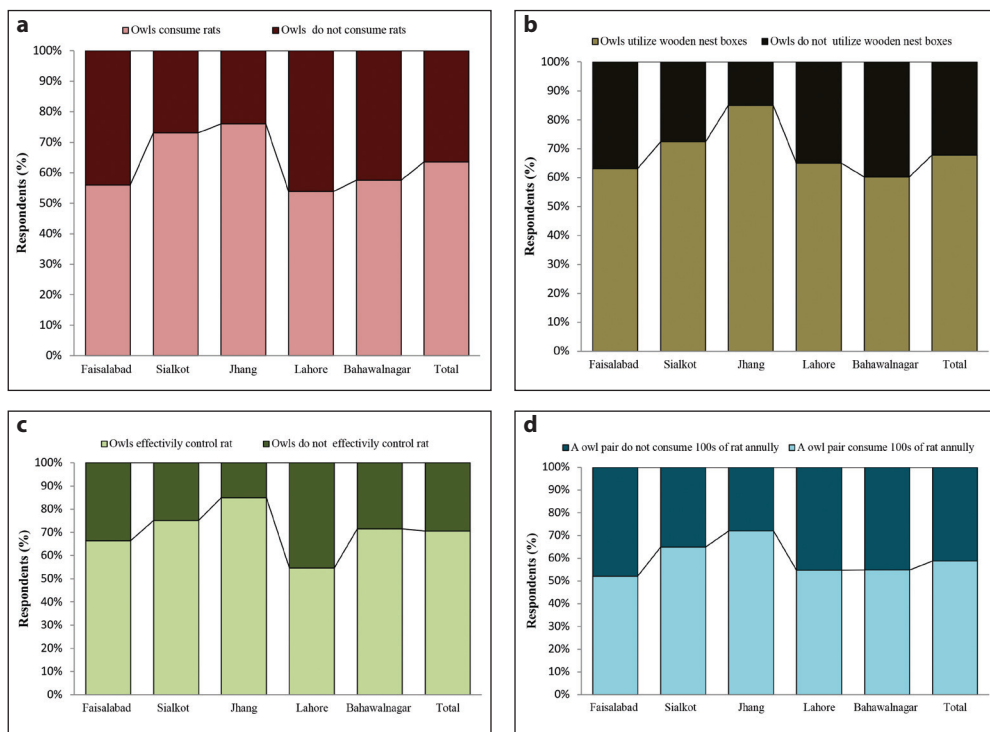 a
Owls consume rats Owls do not consume rats
100%
90%
80%
70%
60%
50%
40%
30%
20%
10%
0%
Respondents (%)
Faisalabad Sialkot Jhang Lahore Bahawalnagar Total
b
Owls utilize wooden nest boxes Owls do not utilize wooden nest boxes
100%
90%
80%
70%
60%
50%
40%
30%
20%
10%
0%
Respondents (%)
Faisalabad Sialkot Jhang Lahore Bahawalnagar Total
c
Owls effectivily control rat Owls do not effectivily control rat
100%
90%
80%
70%
60%
50%
40%
30%
20%
10%
0%
Respondents (%)
Faisalabad Sialkot Jhang Lahore Bahawalnagar Total
d
A owl pair do not consume 100s of rat annully A owl pair consume 100s of rat annully
100%
90%
80%
70%
60%
50%
40%
30%
20%
10%
0%
Respondents (%)
Faisalabad Sialkot Jhang Lahore Bahawalnagar Total